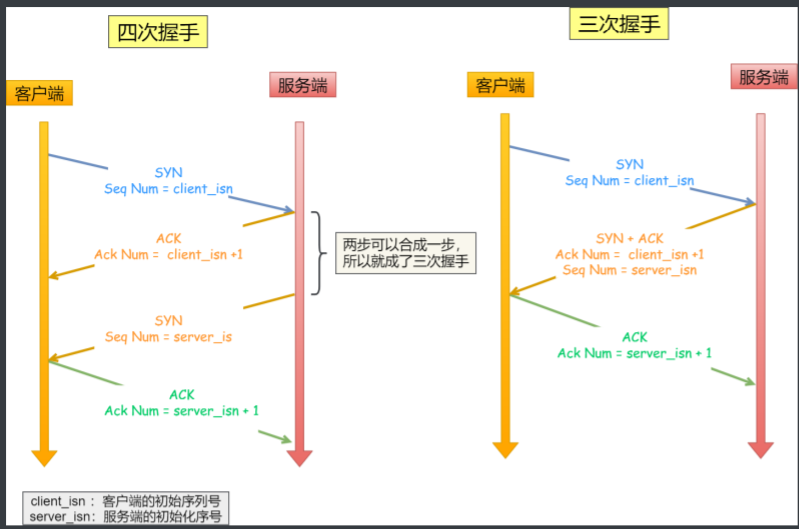 四次握手
客户端
服务端
SYN
Seq Num = client_isn
ACK
Ack Num = client_isn +1
SYN
Seq Num = server_is
ACK
Ack Num = server_isn + 1
两步可以合成一步，
所以就成了三次握手
三次握手
客户端
服务端
SYN
Seq Num = client_isn
SYN + ACK
Ack Num = client_isn +1
Seq Num = server_isn
ACK
Ack Num = server_isn + 1
client_isn ：客户端的初始序列号
server_isn：服务端的初始化序号